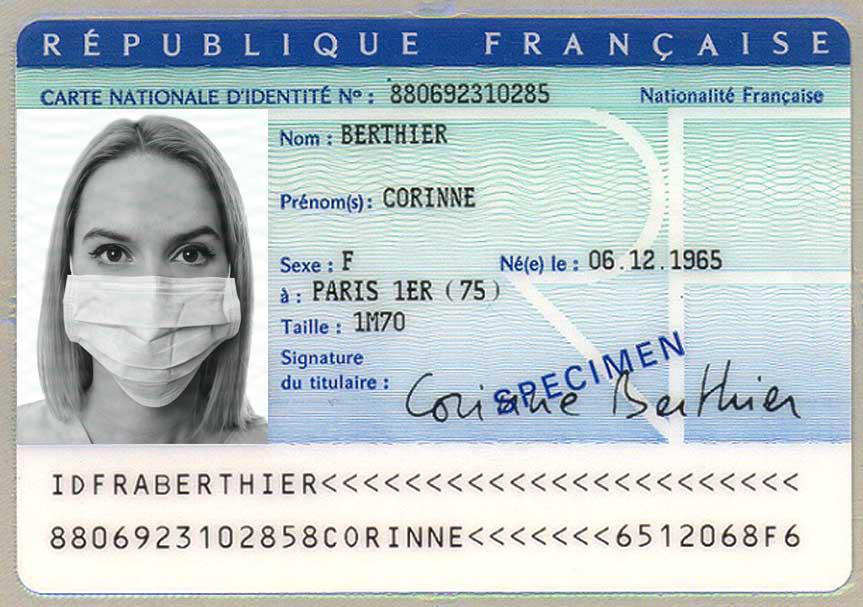 RÉPUBLIQUE FRANÇAISE
CARTE NATIONALE D'IDENTITÉ Nº : 880692310285 Nationalité Française
Nom : BERTHIER
Prénom(s) : CORINNE
Sexe : F Né(e) le : 06.12.1965
à : PARIS 1ER (75)
Taille : 1M70
Signature
du titulaire : Corinne Berthier
SPECIMEN
IDFRABERTHIER<<<<<<<<<<<<<<<<<<<<<<<
8806923102858CORINNE<<<<<<<6512068F6